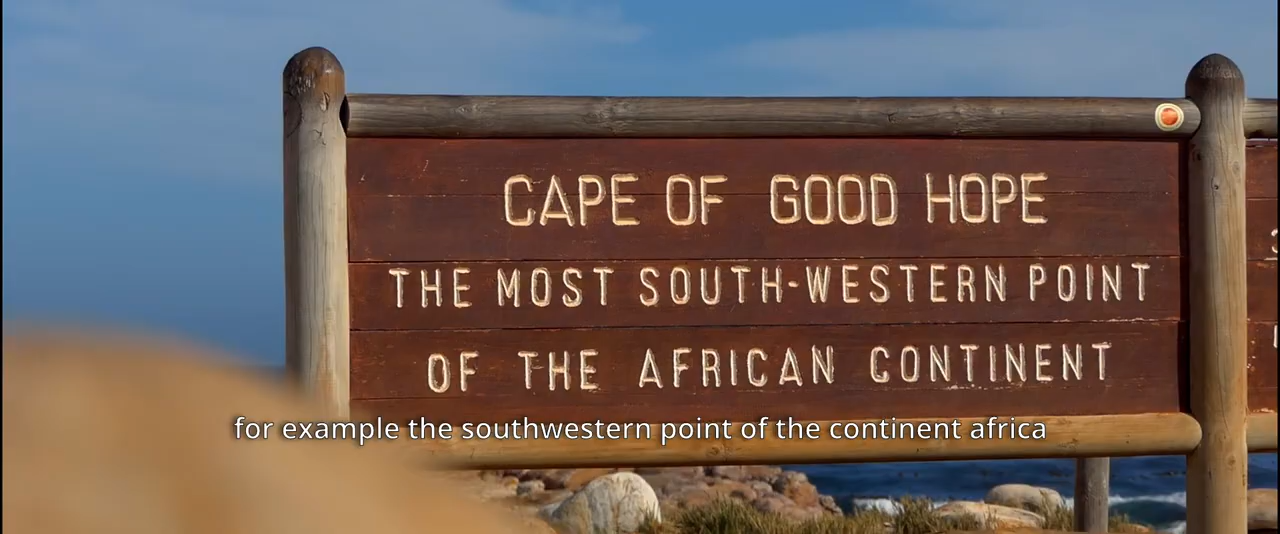 CAPE OF GOOD HOPE
THE MOST SOUTH-WESTERN POINT
OF THE AFRICAN CONTINENT
for example the southwestern point of the continent africa